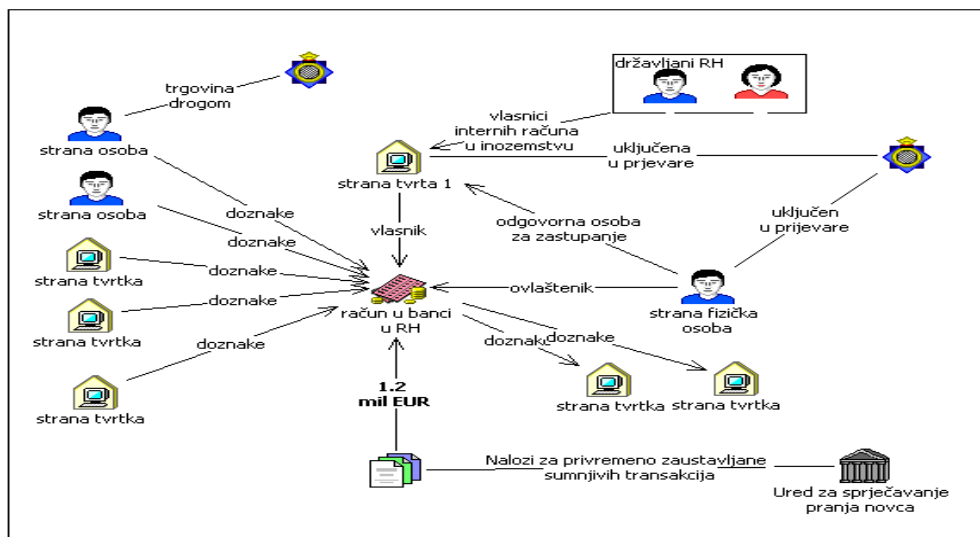 državljani RH
trgovina
drogom
vlasnici
internih računa
u inozemstvu
uključena
u prjevare
strana osoba
strana tvrta 1
strana osoba
doznake
odgovorna osoba
za zastupanje
uključen
u prijevare
doznake
vlasnik
strana tvrtka
doznake
ovlaštenik
doznake
račun u banci
u RH
strana fizička
osoba
strana tvrtka
doznake
doznake
doznake
1.2
mil EUR
strana tvrtka
strana tvrtka
strana tvrtka
Nalozi za privremeno zaustavljane
sumnjivih transakcija
Ured za sprječavanje
pranja novca